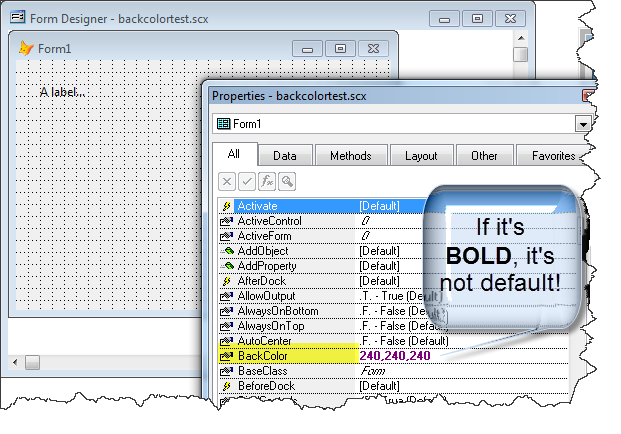 Form Designer - backcolortest.scx
Form1
A label...
Properties - backcolortest.scx
Form1
All Data Methods Layout Other Favorites
Activate [Default]
ActiveControl 0
ActiveForm 0
AddObject [Default]
AddProperty [Default]
AfterDock [Default]
AllowOutput .T. - True (Default)
AlwaysOnBottom .F. - False (Default)
AlwaysOnTop .F. - False (Default)
AutoCenter .F. - False (Default)
BackColor 240,240,240
BaseClass Form
BeforeDock [Default]
If it's
BOLD, it's
not default!